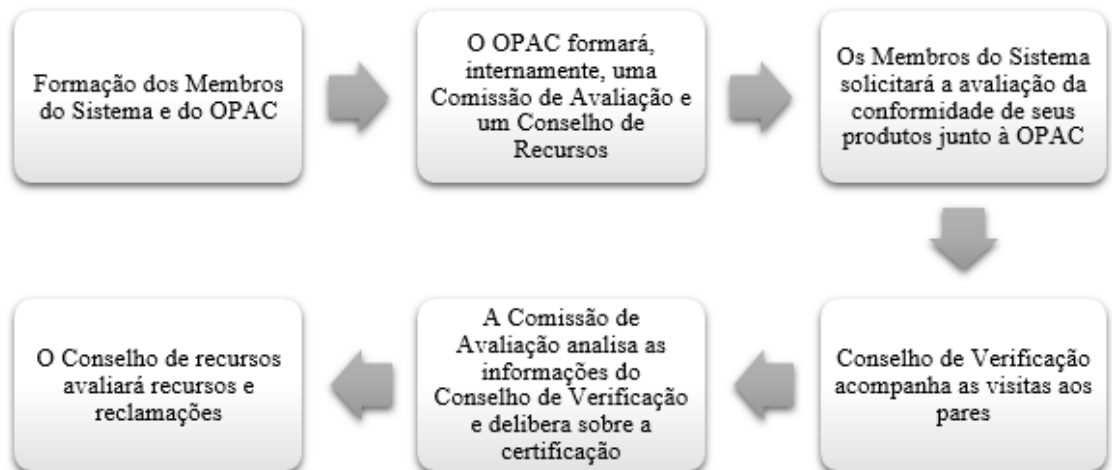 Formação dos Membros
do Sistema e do OPAC
O OPAC formará,
internamente, uma
Comissão de Avaliação e
um Conselho de
Recursos
Os Membros do Sistema
solicitará a avaliação da
conformidade de seus
produtos junto à OPAC
Conselho de Verificação
acompanha as visitas aos
pares
A Comissão de
Avaliação analisa as
informações do
Conselho de Verificação
e delibera sobre a
certificação
O Conselho de recursos
avaliará recursos e
reclamações